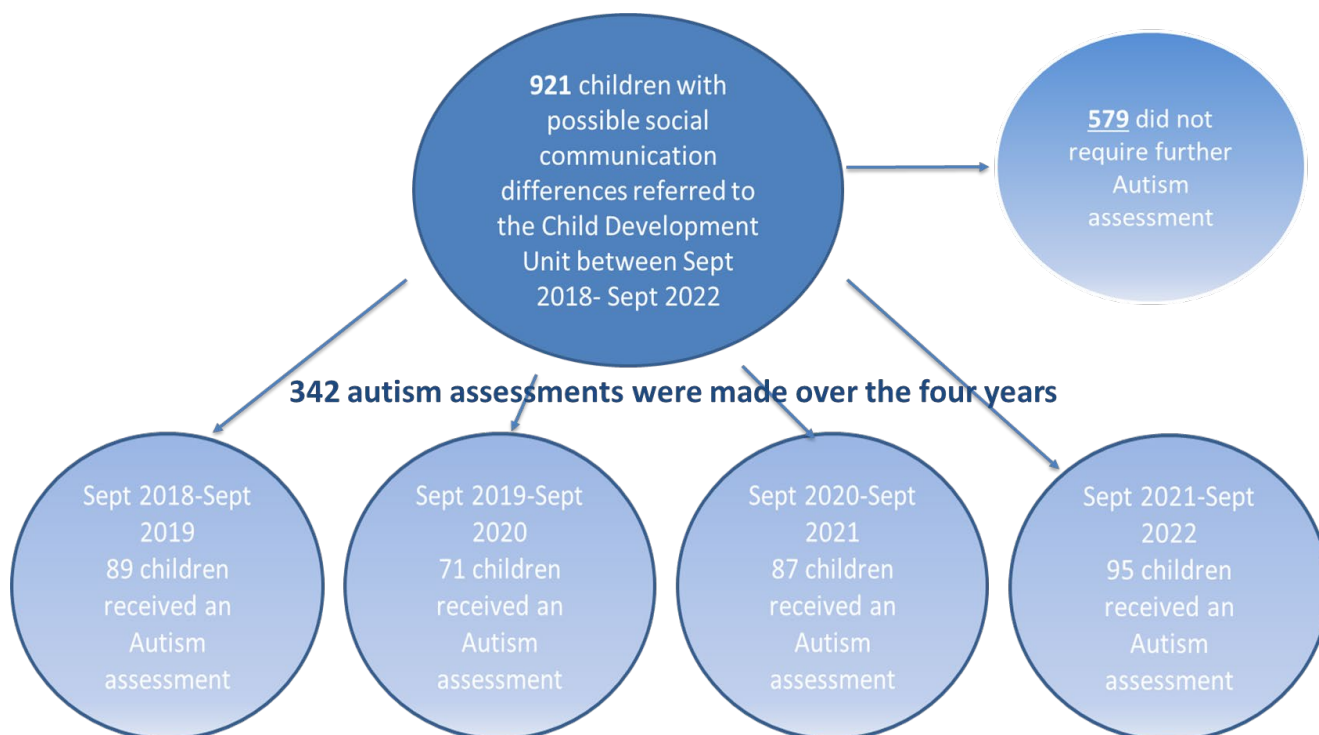 921 children with
possible social
communication
differences referred to
the Child Development
Unit between Sept
2018- Sept 2022
579 did not
require further
Autism
assessment
342 autism assessments were made over the four years
Sept 2018-Sept
2019
89 children
received an
Autism
assessment
Sept 2019-Sept
2020
71 children
received an
Autism
assessment
Sept 2020-Sept
2021
87 children
received an
Autism
assessment
Sept 2021-Sept
2022
95 children
received an
Autism
assessment